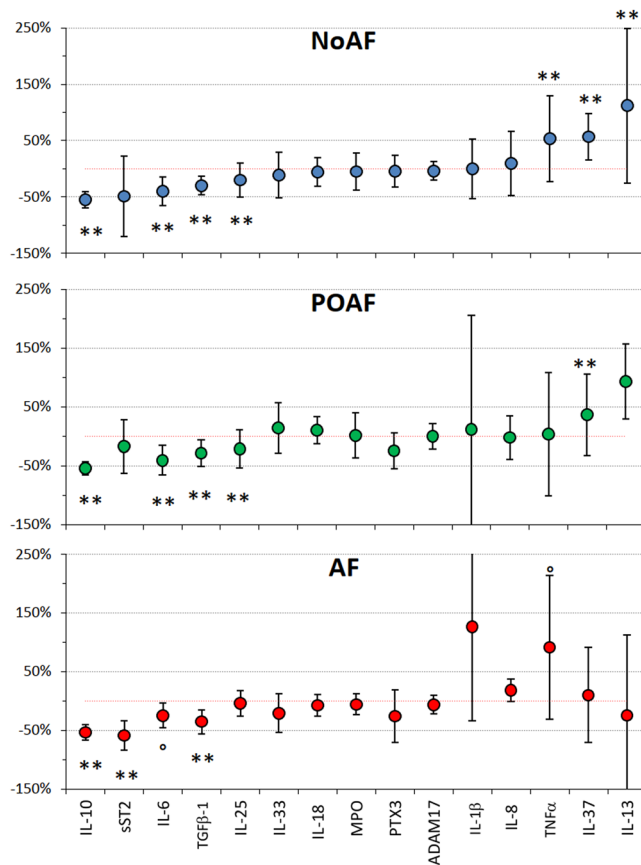 NoAF
250%
150%
50%
-50%
-150%
**
**
**
**
**
**
**
POAF
250%
150%
50%
-50%
-150%
**
**
**
**
**
AF
250%
150%
50%
-50%
-150%
°
**
**
°
**
IL-10
sST2
IL-6
TGFβ-1
IL-25
IL-33
IL-18
MPO
PTX3
ADAM17
IL-1β
IL-8
TNFα
IL-37
IL-13